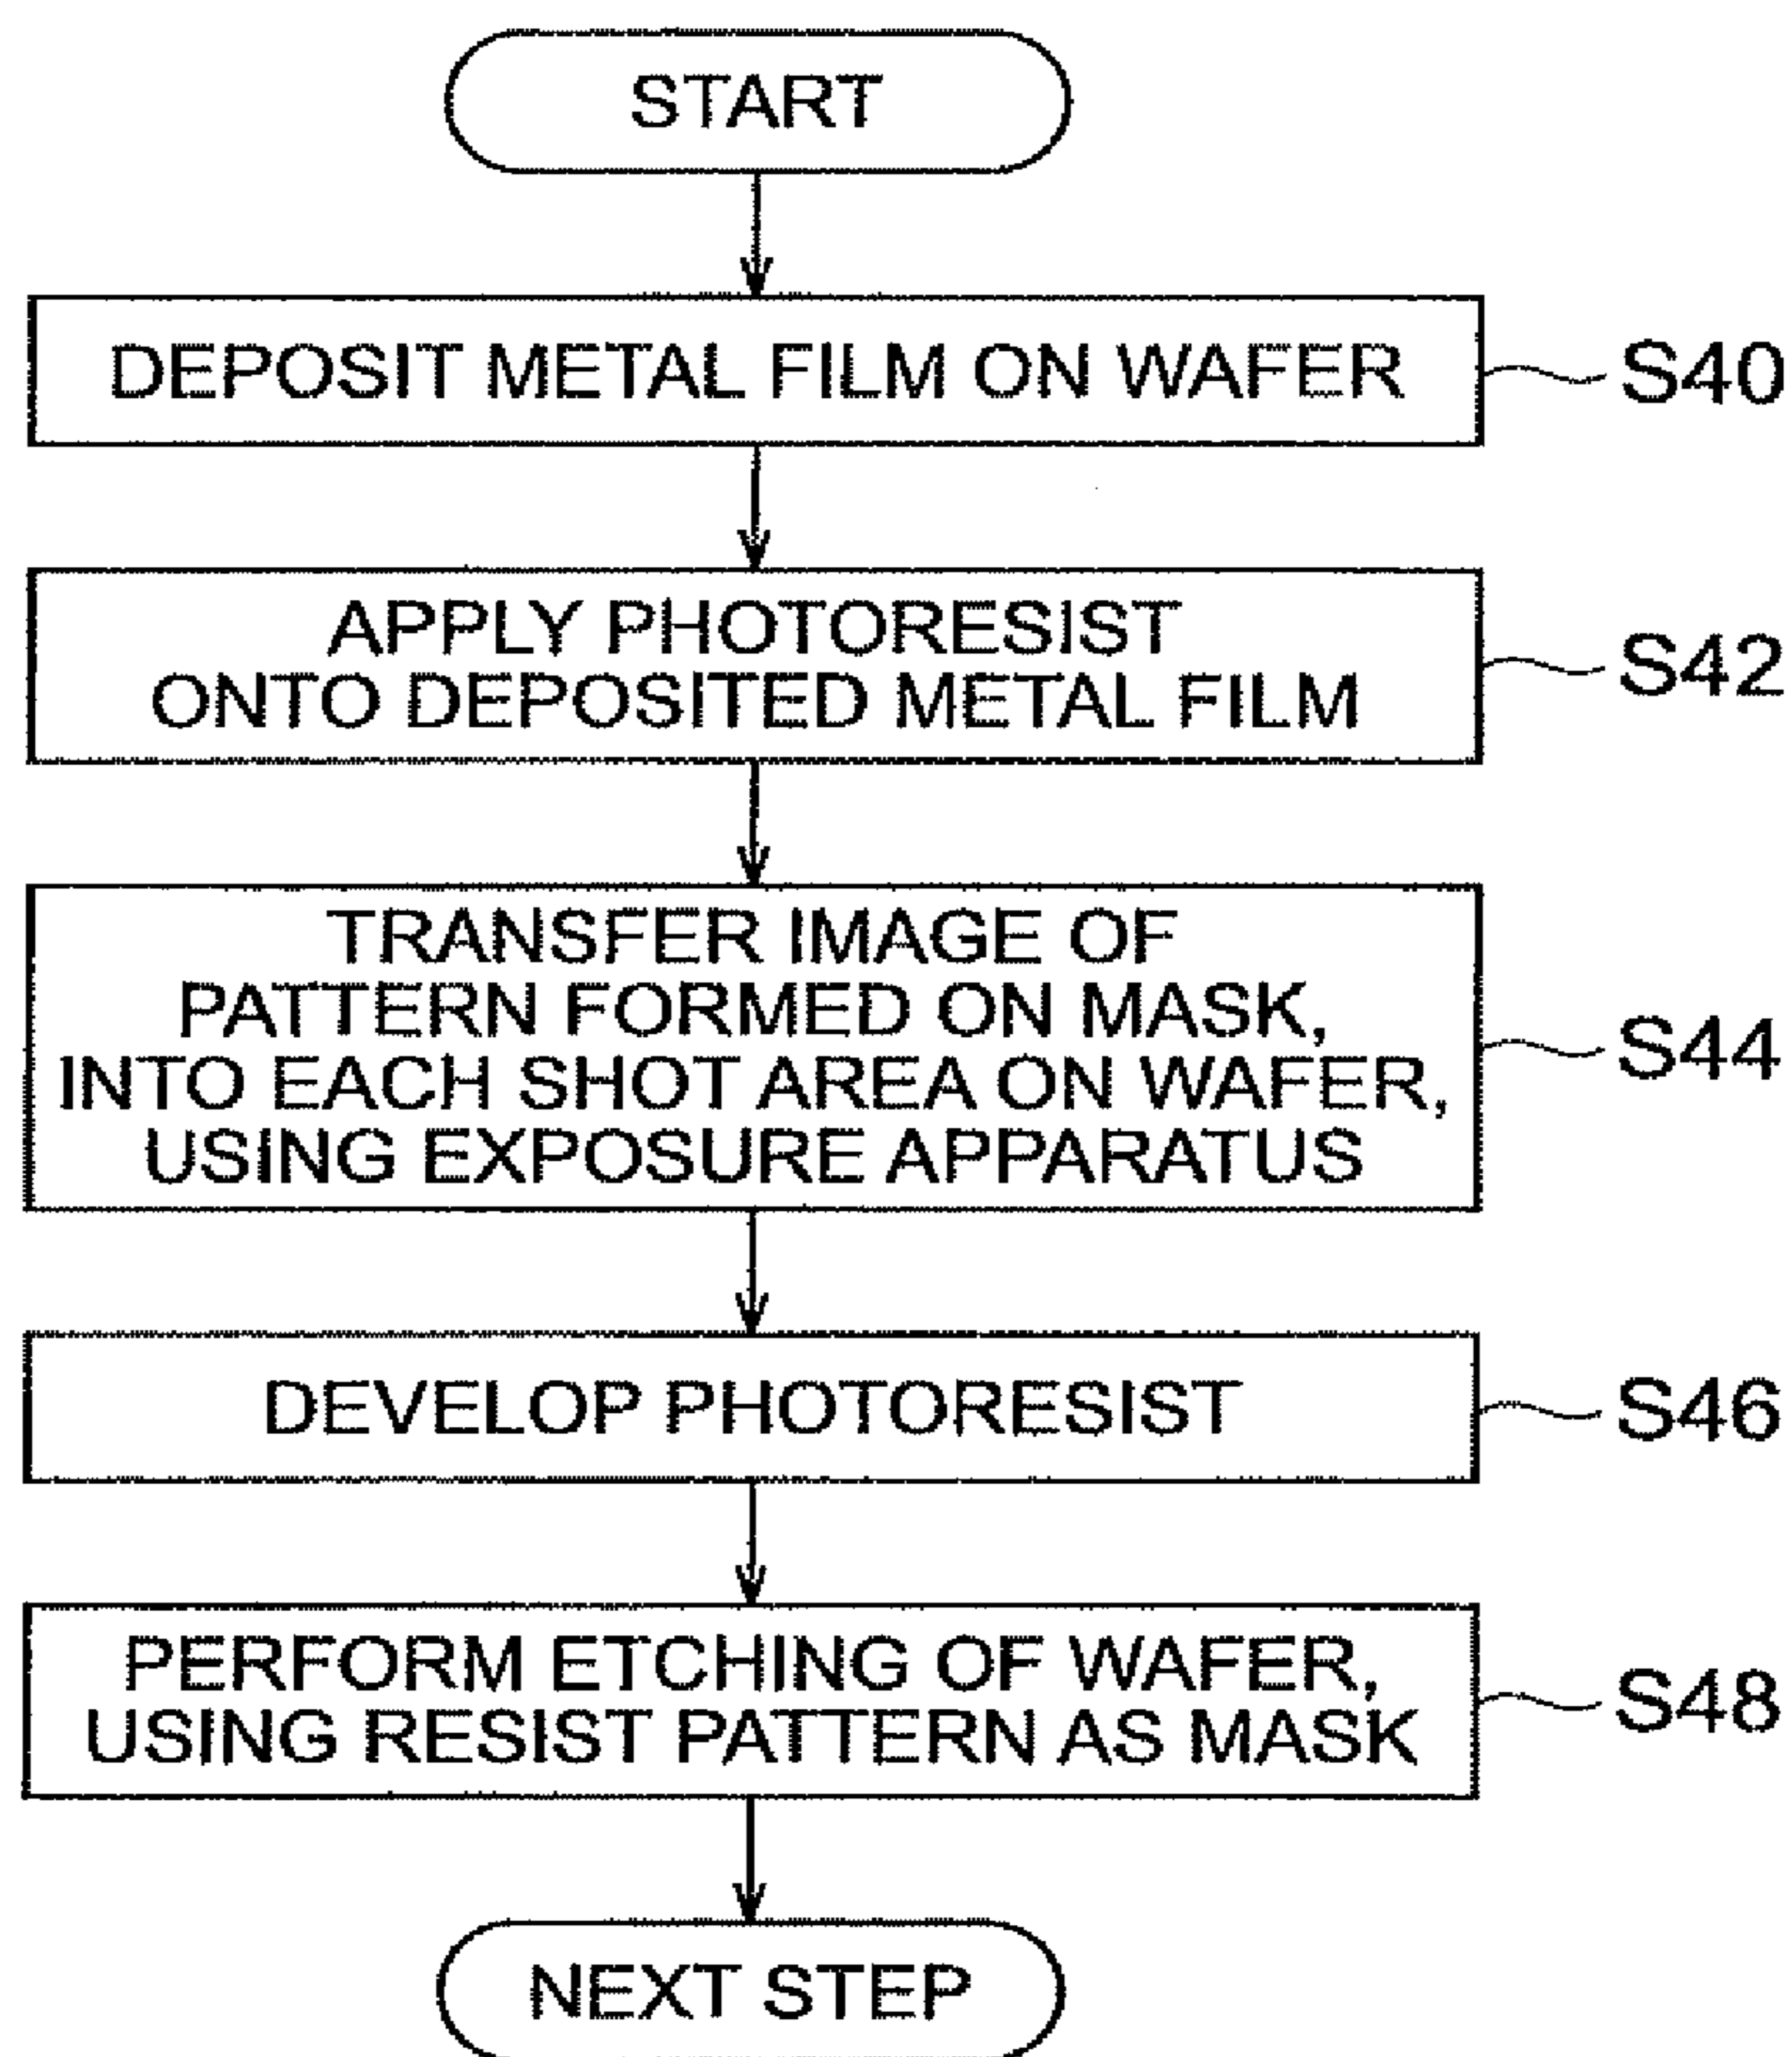 START
DEPOSIT METAL FILM ON WAFER
S40
APPLY PHOTORESIST
ONTO DEPOSITED METAL FILM
S42
TRANSFER IMAGE OF
PATTERN FORMED ON MASK,
INTO EACH SHOT AREA ON WAFER,
USING EXPOSURE APPARATUS
S44
DEVELOP PHOTORESIST
S46
PERFORM ETCHING OF WAFER,
USING RESIST PATTERN AS MASK
S48
NEXT STEP